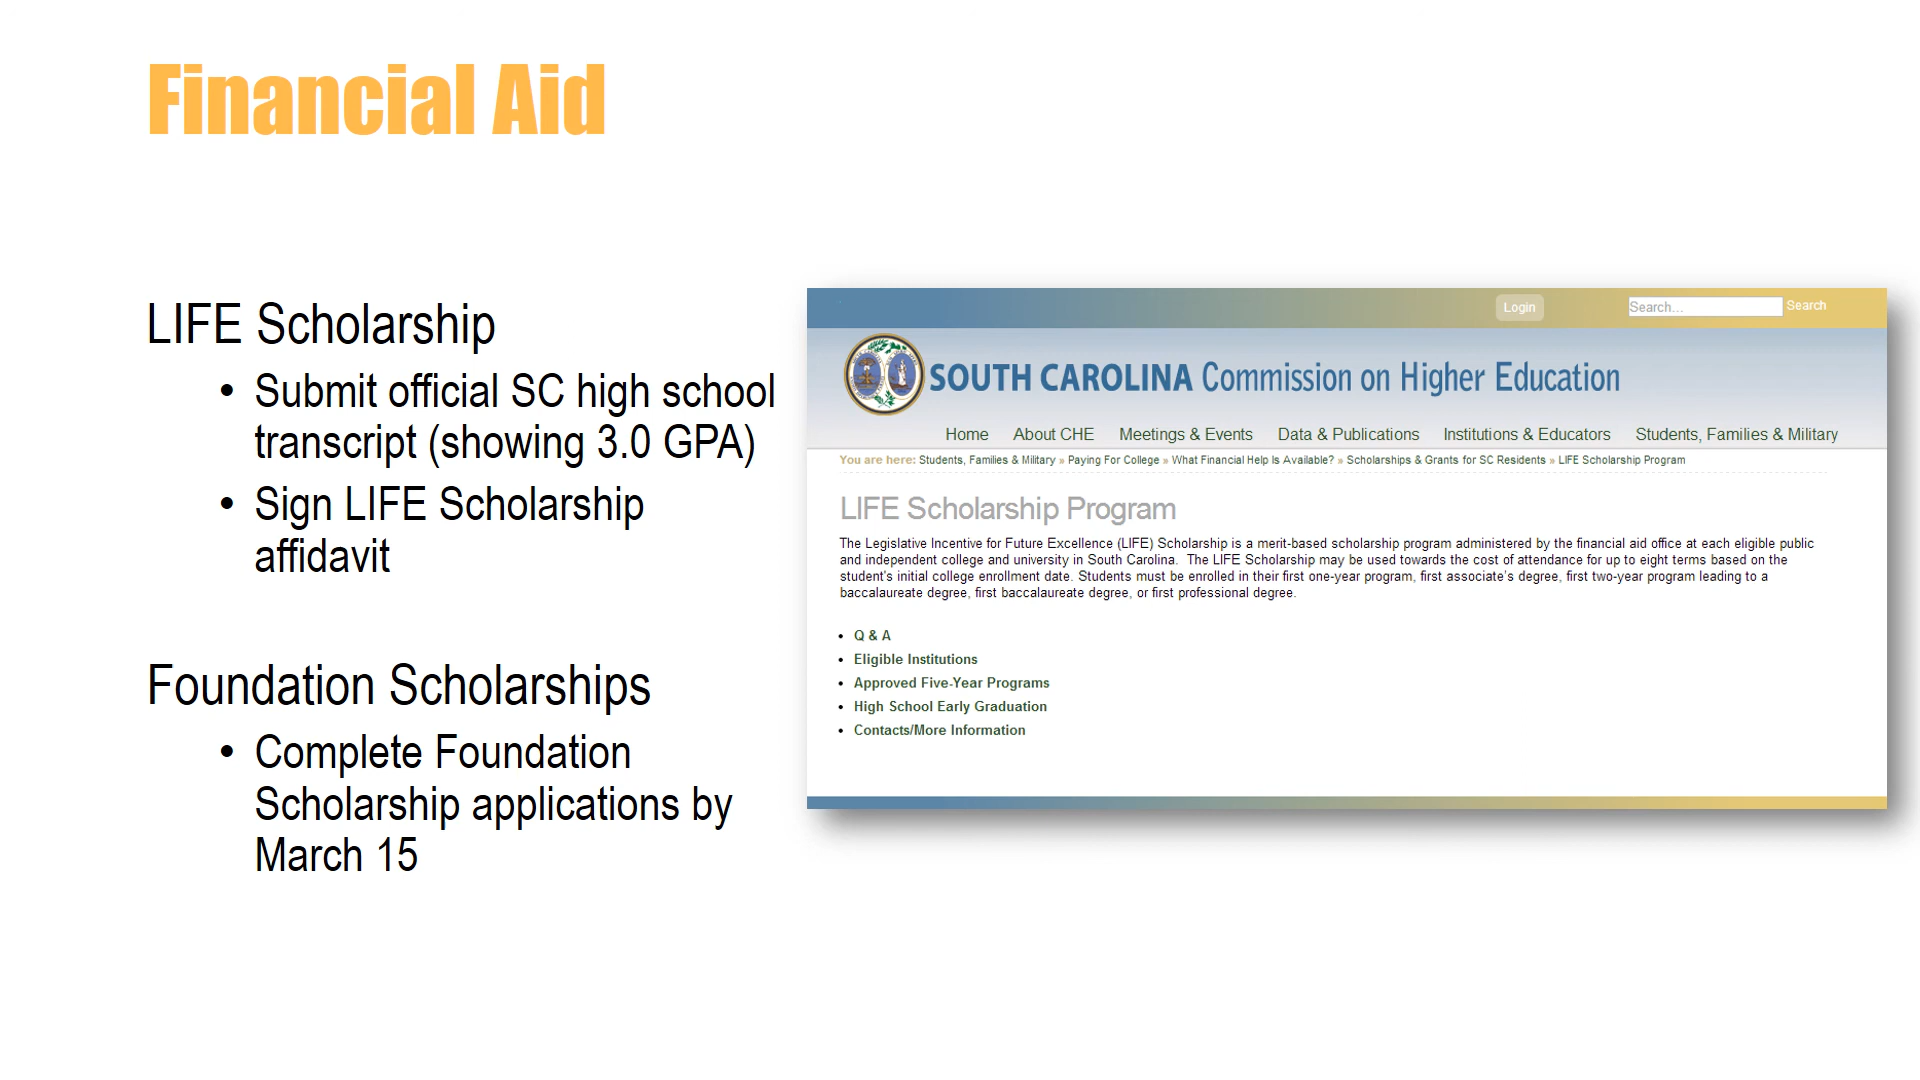 Financial Aid
LIFE Scholarship
• Submit official SC high school
transcript (showing 3.0 GPA)
• Sign LIFE Scholarship
affidavit
Foundation Scholarships
• Complete Foundation
Scholarship applications by
March 15
Login
Search...
Search
SOUTH CAROLINA Commission on Higher Education
Home About CHE Meetings & Events Data & Publications Institutions & Educators Students, Families & Military
You are here: Students, Families & Military » Paying For College » What Financial Help Is Available? » Scholarships & Grants for SC Residents » LIFE Scholarship Program
LIFE Scholarship Program
The Legislative Incentive for Future Excellence (LIFE) Scholarship is a merit-based scholarship program administered by the financial aid office at each eligible public
and independent college and university in South Carolina. The LIFE Scholarship may be used towards the cost of attendance for up to eight terms based on the
student's initial college enrollment date. Students must be enrolled in their first one-year program, first associate's degree, first two-year program leading to a
baccalaureate degree, first baccalaureate degree, or first professional degree.
• Q & A
• Eligible Institutions
• Approved Five-Year Programs
• High School Early Graduation
• Contacts/More Information